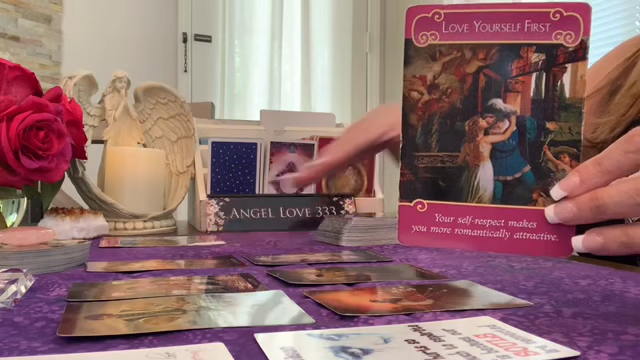 LOVE YOURSELF FIRST
Your self-respect makes
you more romantically attractive.
ANGEL LOVE 333